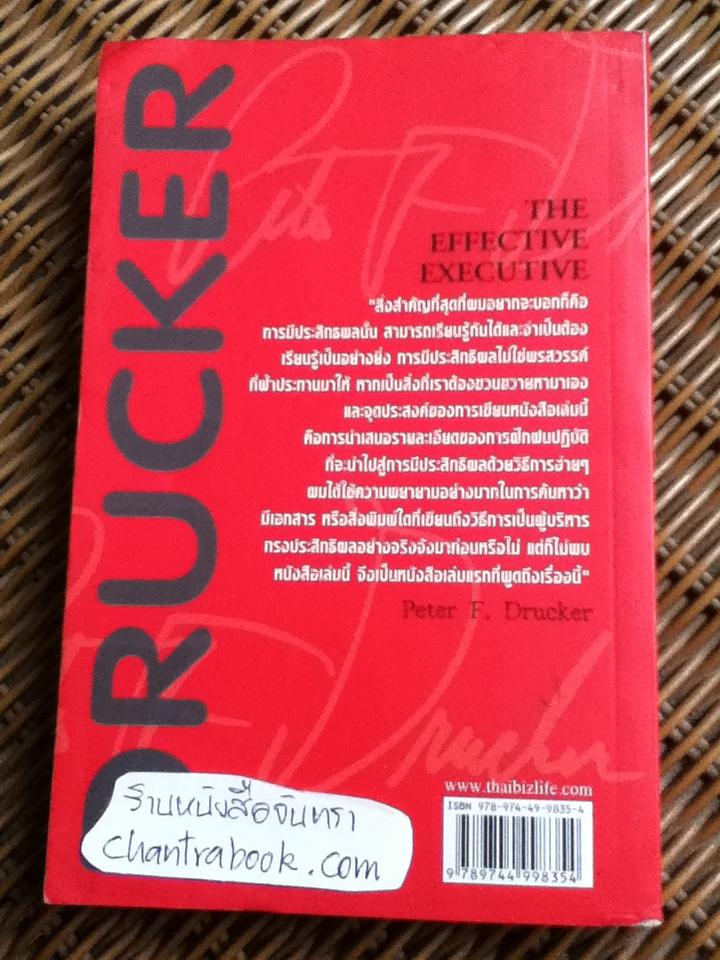 DRUCKER
THE
EFFECTIVE
EXECUTIVE
"สิ่งสำคัญที่สุดที่ผมอยากจะบอกก็คือ
การมีประสิทธิผลนั้น สามารถเรียนรู้กันได้และจำเป็นต้อง
เรียนรู้เป็นอย่างยิ่ง การมีประสิทธิผลไม่ใช่พรสวรรค์
ที่ฟ้าประทานมาให้ หากเป็นสิ่งที่เราต้องขวนขวายหามาเอง
และจุดประสงค์ของการเขียนหนังสือเล่มนี้
คือการนำเสนอรายละเอียดของการฝึกฝนปฏิบัติ
ที่จะนำไปสู่การมีประสิทธิผลด้วยวิธีการง่ายๆ
ผมได้ใช้ความพยายามอย่างมากในการค้นหาว่า
มีเอกสาร หรือสิ่งพิมพ์ใดที่เขียนถึงวิธีการเป็นผู้บริหาร
ทรงประสิทธิผลอย่างจริงจังมาก่อนหรือไม่ แต่ก็ไม่พบ
หนังสือเล่มนี้ จึงเป็นหนังสือเล่มแรกที่พูดถึงเรื่องนี้"
Peter F. Drucker
www.thaibizlife.com
ISBN 978-974-49-9835-4
9 789744 998354
ร้านหนังสือจันทรา
chantrabook.com